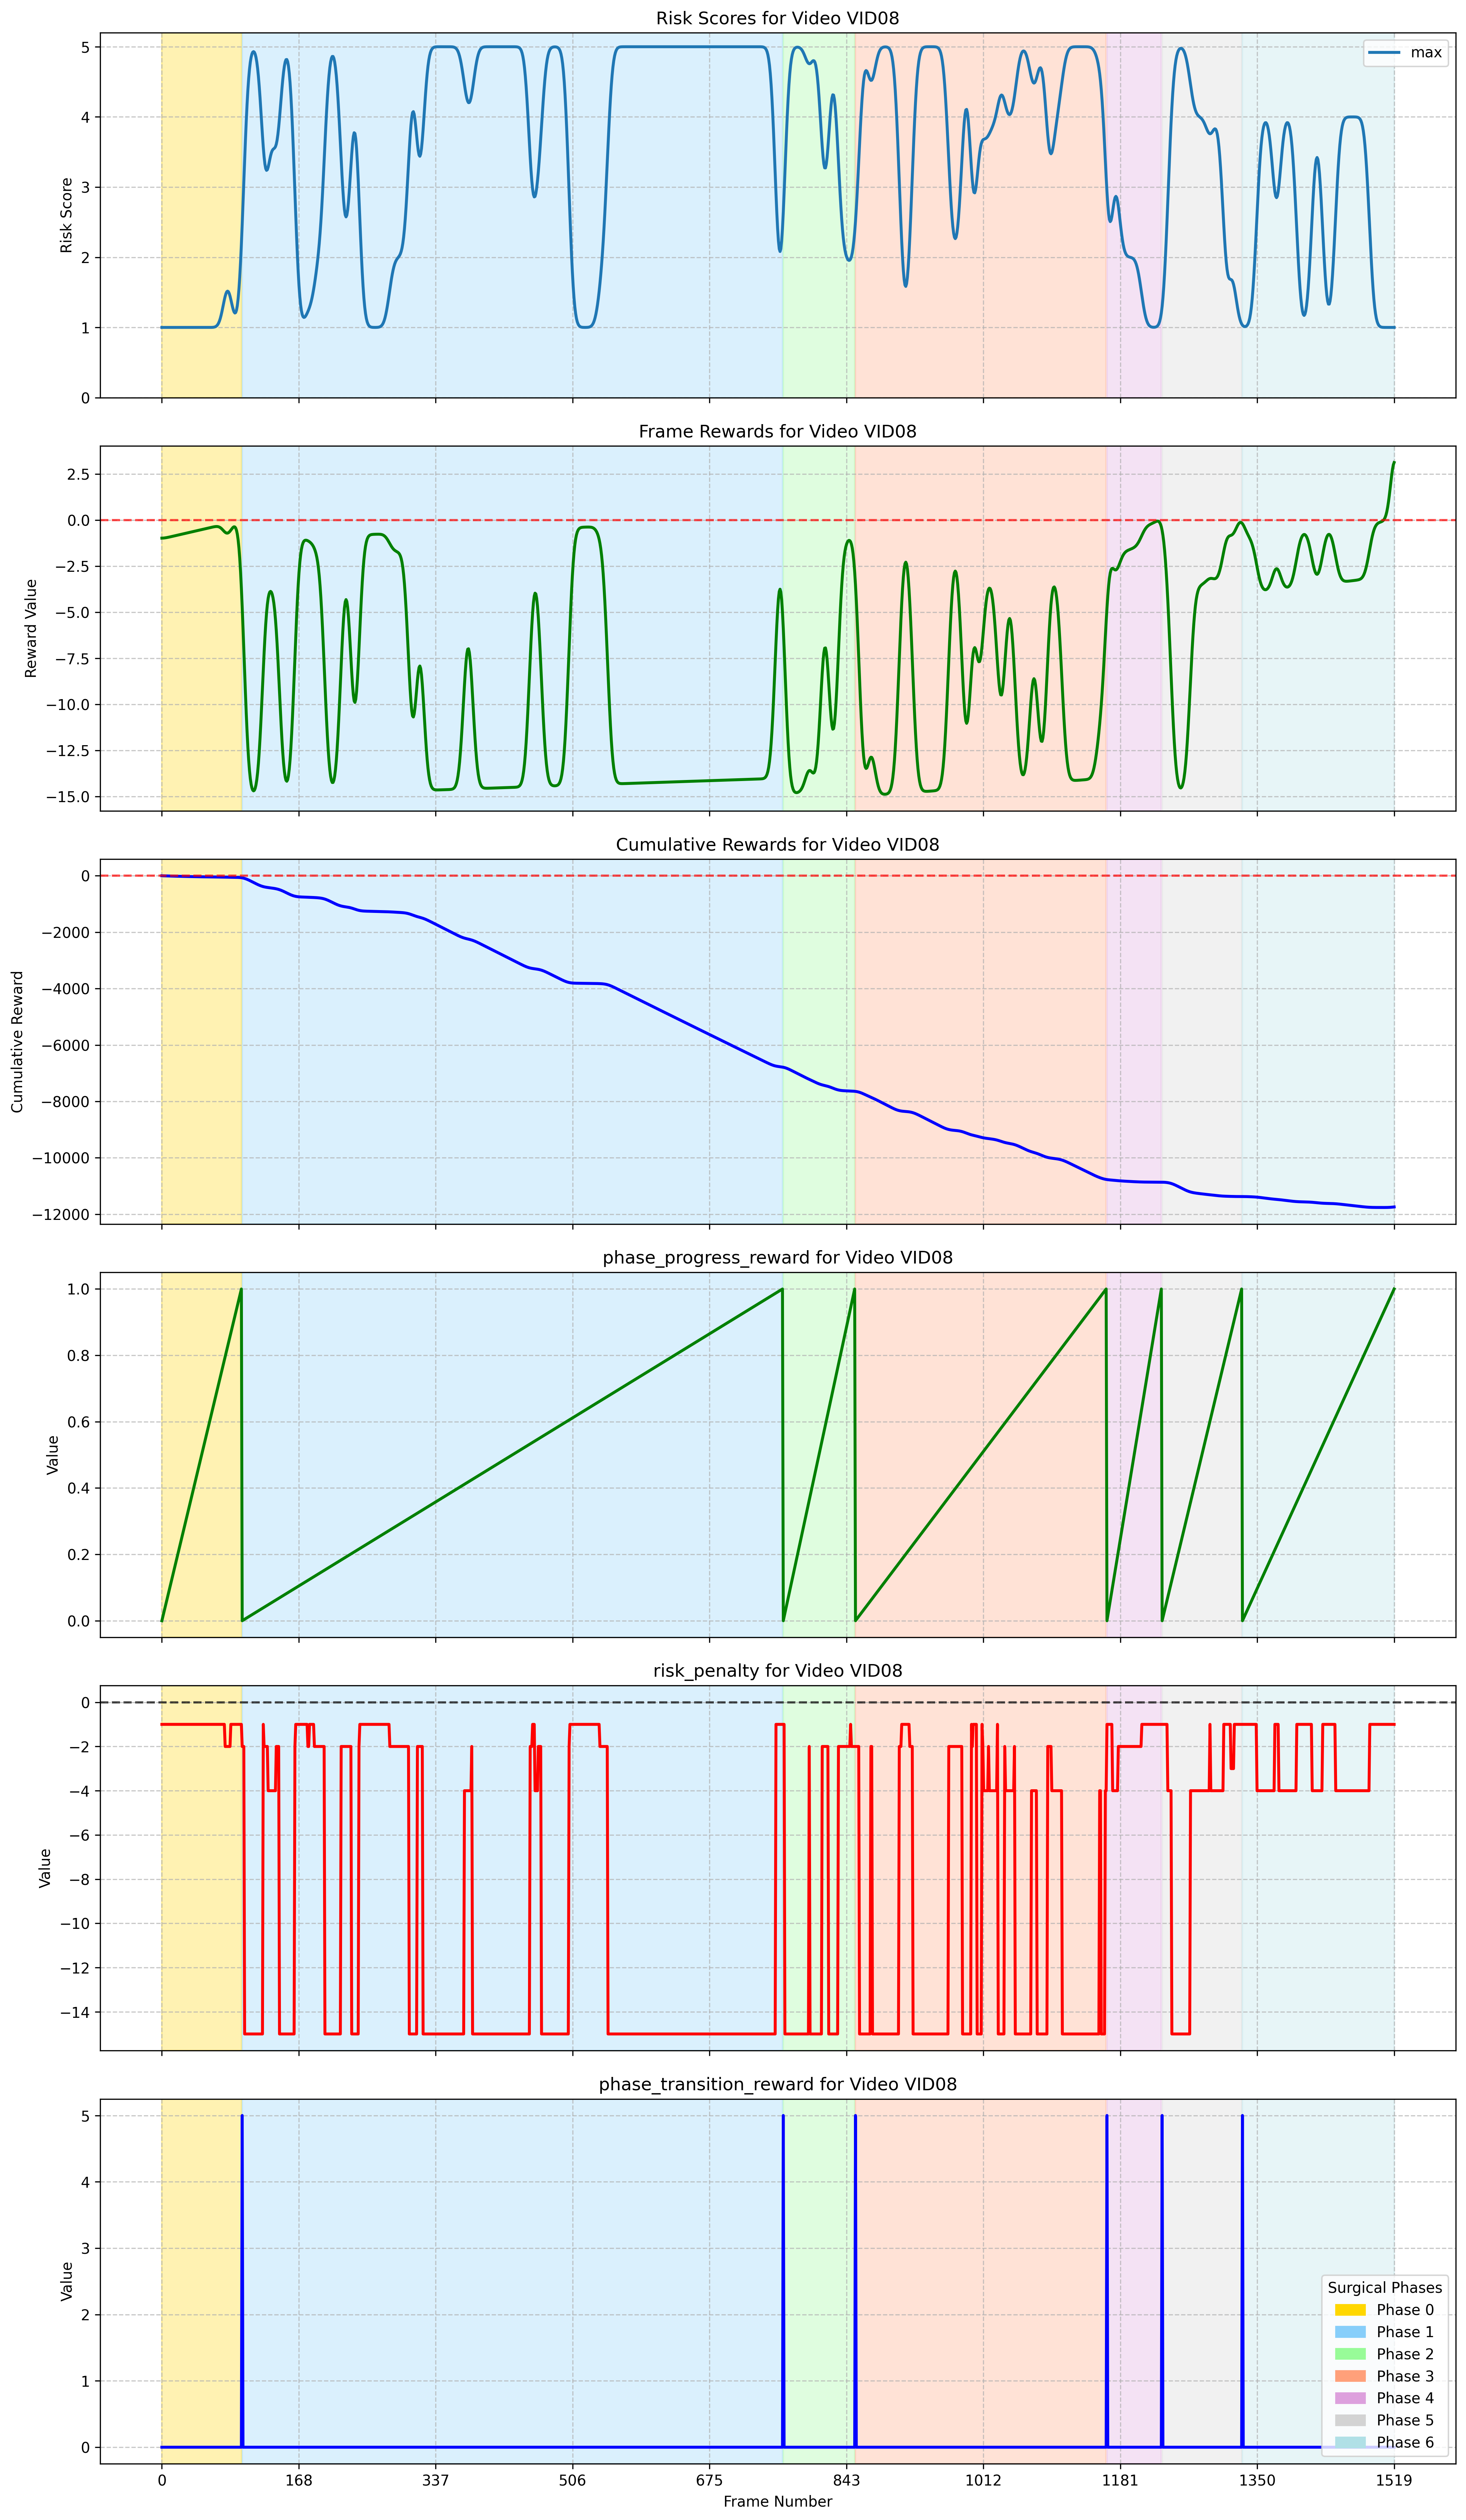 Risk Scores for Video VID08
max
5
4
3
2
1
0
Risk Score
Frame Rewards for Video VID08
2.5
0.0
−2.5
−5.0
−7.5
−10.0
−12.5
−15.0
Reward Value
Cumulative Rewards for Video VID08
0
−2000
−4000
−6000
−8000
−10000
−12000
Cumulative Reward
phase_progress_reward for Video VID08
1.0
0.8
0.6
0.4
0.2
0.0
Value
risk_penalty for Video VID08
0
−2
−4
−6
−8
−10
−12
−14
Value
phase_transition_reward for Video VID08
5
4
3
2
1
0
Value
Surgical Phases
Phase 0
Phase 1
Phase 2
Phase 3
Phase 4
Phase 5
Phase 6
0 168 337 506 675 843 1012 1181 1350 1519
Frame Number